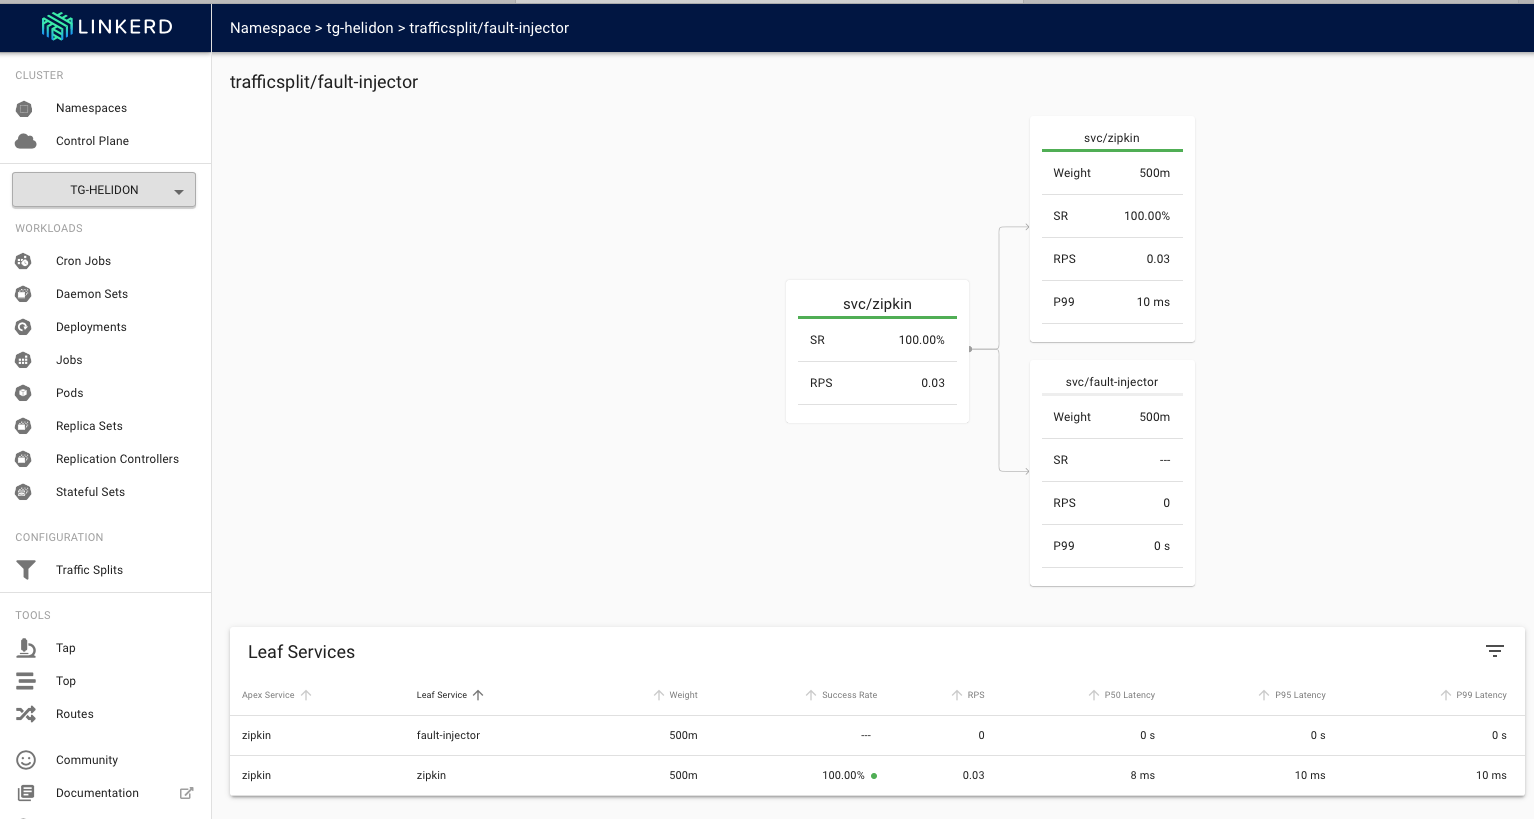 LINKERD
Namespace > tg-helidon > trafficsplit/fault-injector
CLUSTER
Namespaces
Control Plane
TG-HELIDON
WORKLOADS
Cron Jobs
Daemon Sets
Deployments
Jobs
Pods
Replica Sets
Replication Controllers
Stateful Sets
CONFIGURATION
Traffic Splits
TOOLS
Tap
Top
Routes
Community
Documentation
trafficsplit/fault-injector
svc/zipkin
SR 100.00%
RPS 0.03
svc/zipkin
Weight 500m
SR 100.00%
RPS 0.03
P99 10 ms
svc/fault-injector
Weight 500m
SR ---
RPS 0
P99 0 s
Leaf Services
Apex Service Leaf Service Weight Success Rate RPS P50 Latency P95 Latency P99 Latency
zipkin fault-injector 500m --- 0 0 s 0 s 0 s
zipkin zipkin 500m 100.00% 0.03 8 ms 10 ms 10 ms